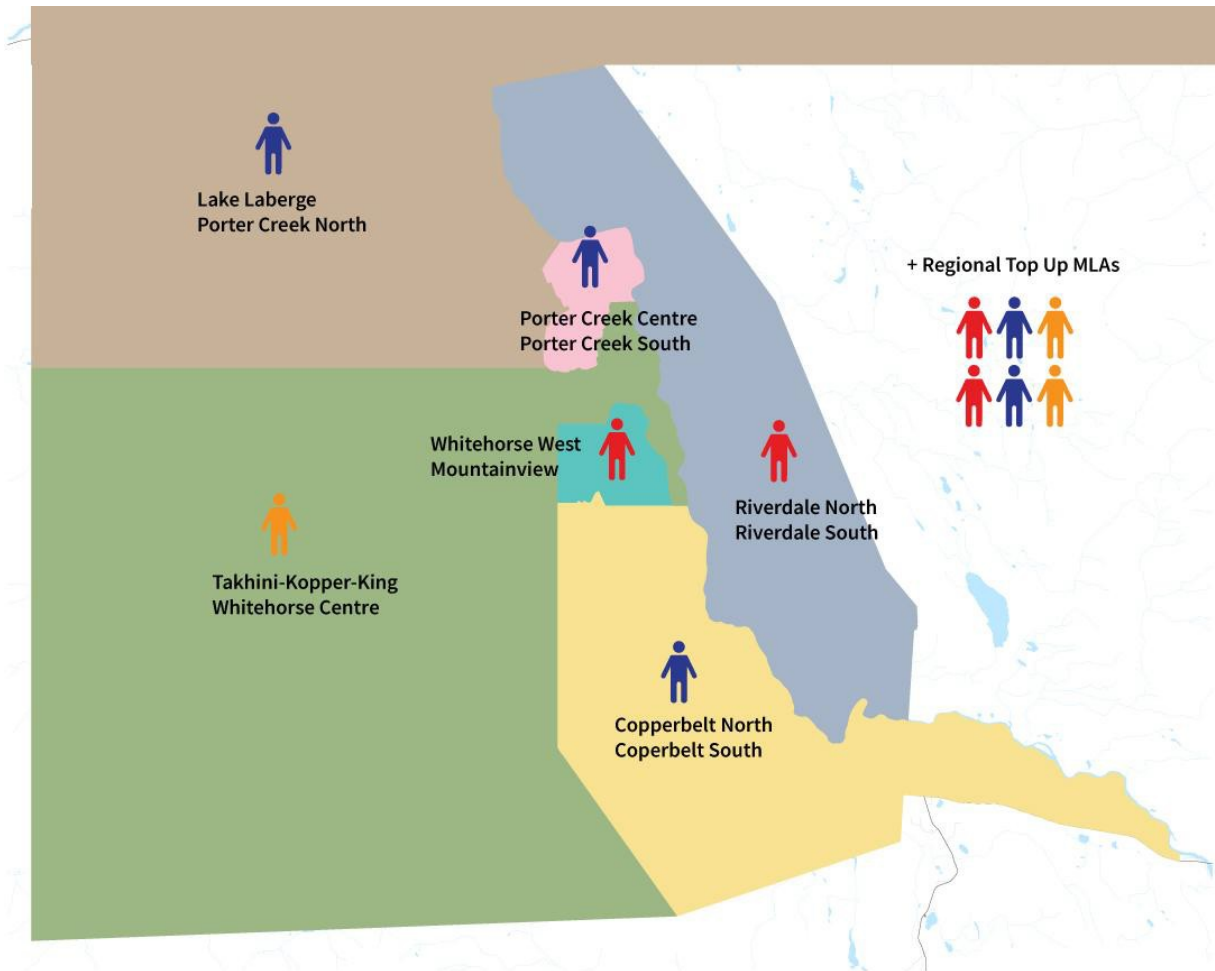 Lake Laberge
Porter Creek North
+ Regional Top Up MLAs
Porter Creek Centre
Porter Creek South
Whitehorse West
Mountainview
Riverdale North
Riverdale South
Takhini-Kopper-King
Whitehorse Centre
Copperbelt North
Coperbelt South